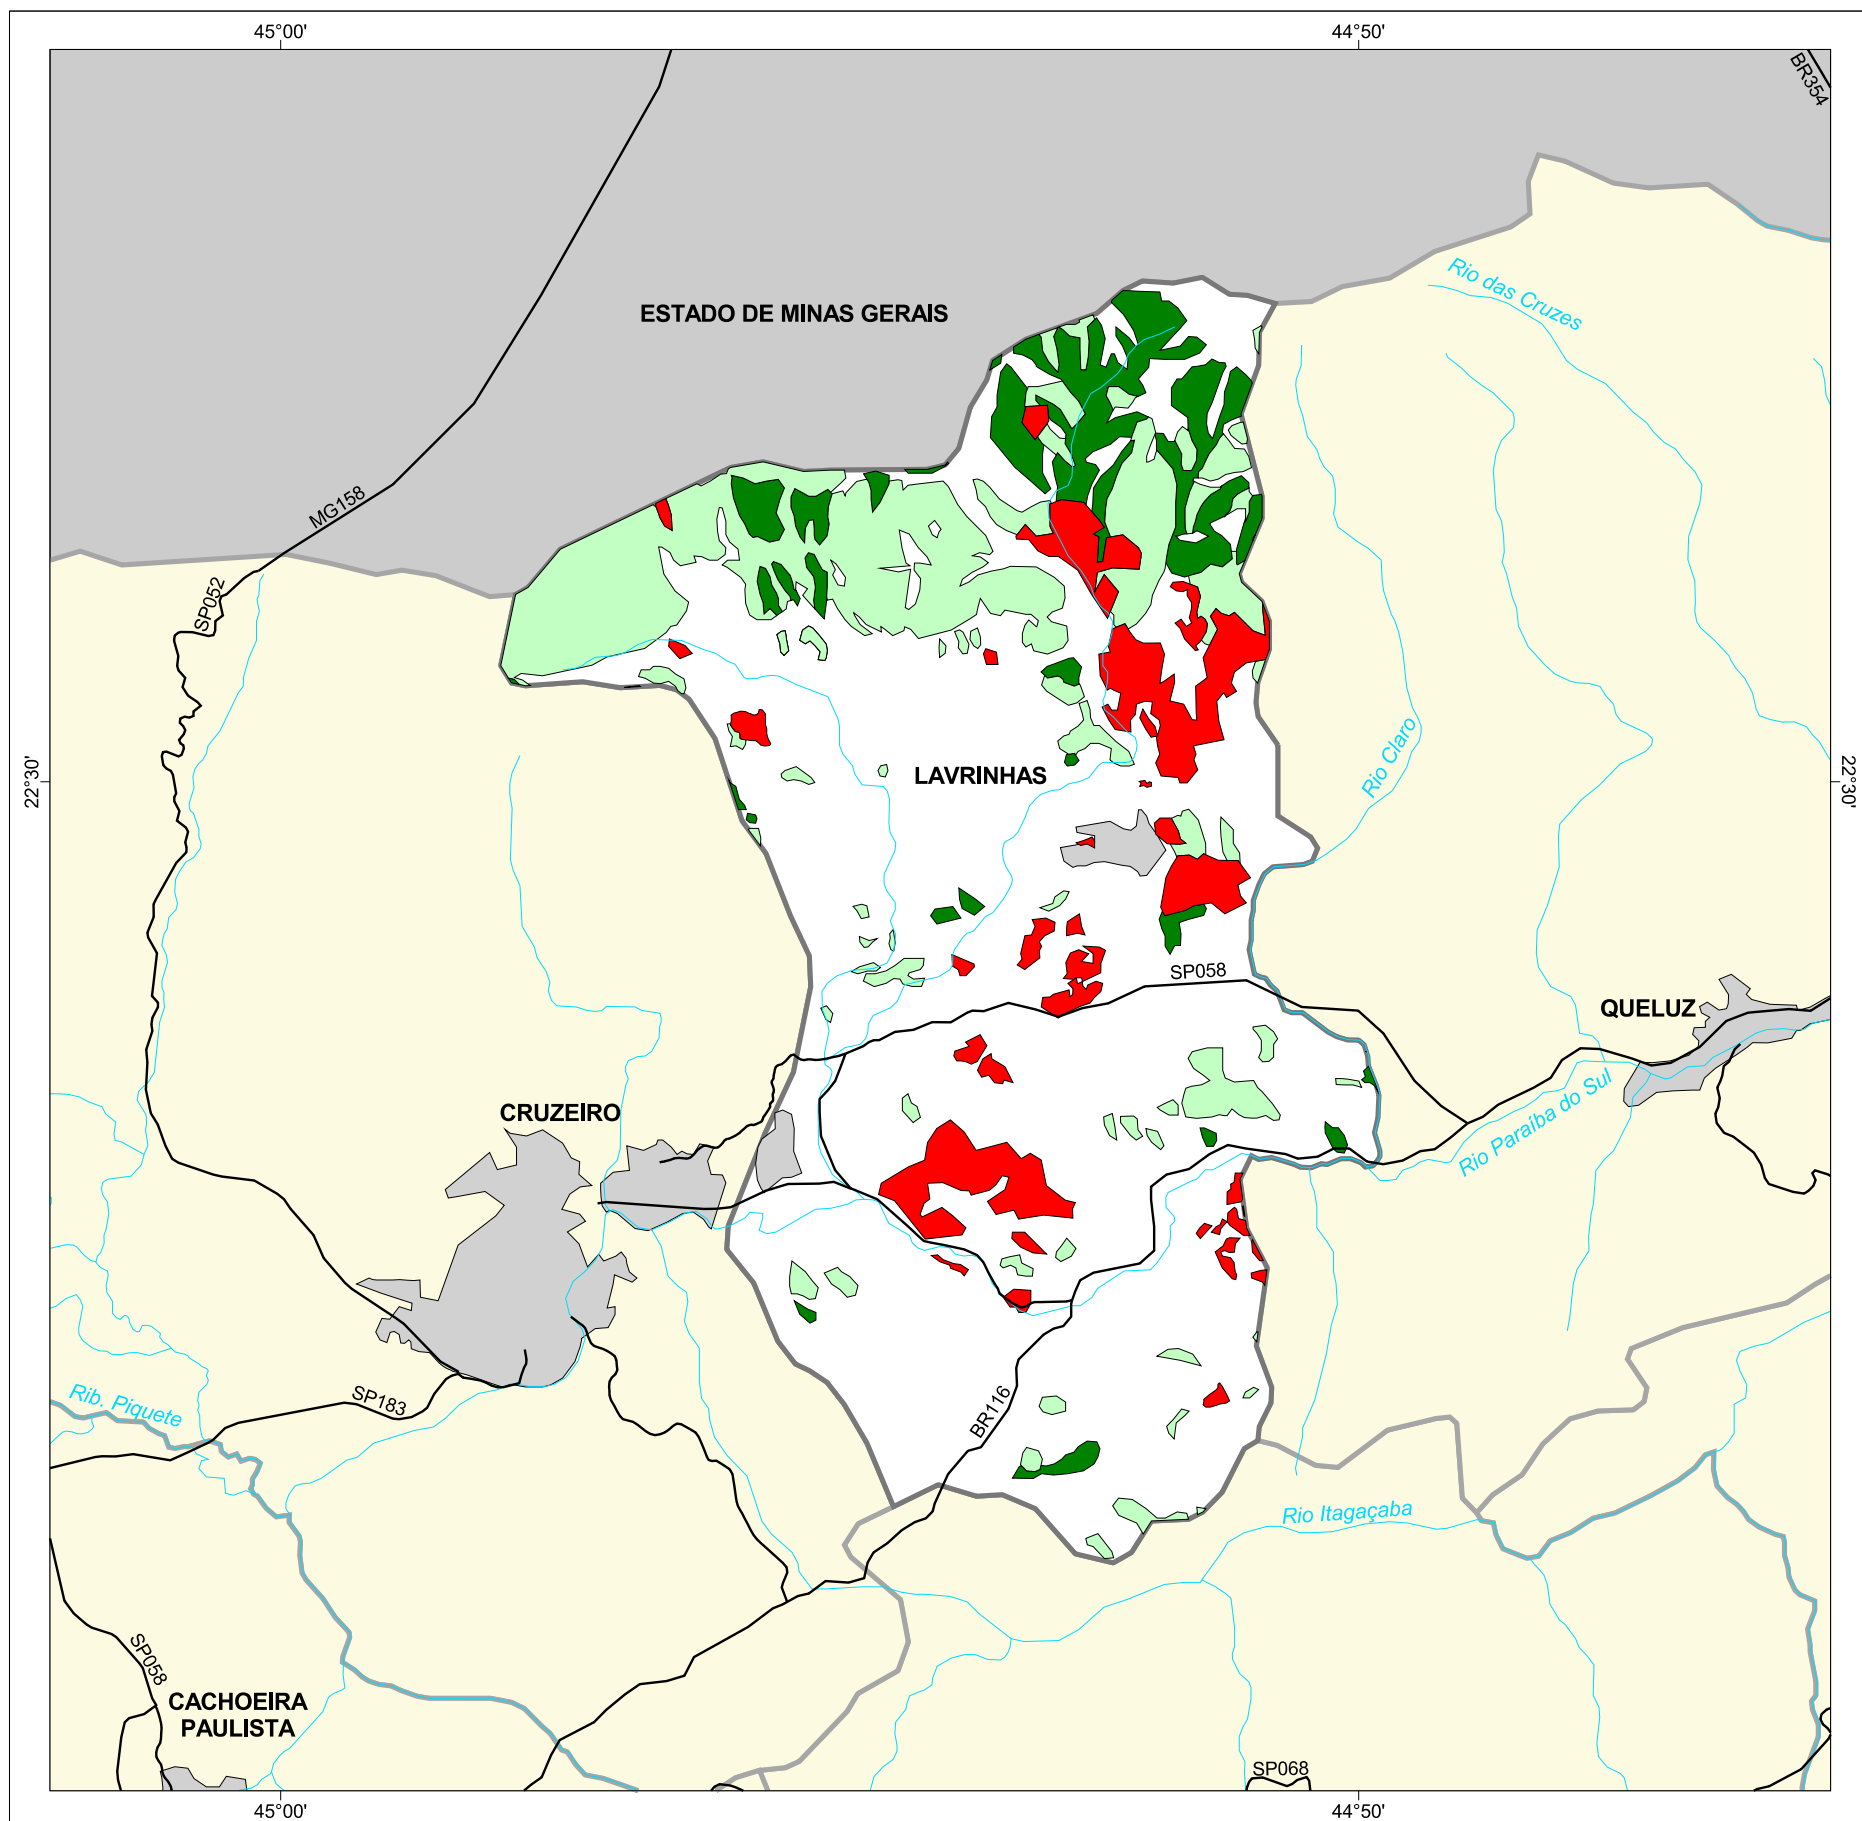 45°00'
44°50'
BR354
Rio das Cruzes
ESTADO DE MINAS GERAIS
MG158
SP052
Rio Claro
22°30'
LAVRINHAS
22°30'
SP058
QUELUZ
CRUZEIRO
Rio Paraíba do Sul
Rib. Piquete
SP183
BR116
Rio Itagaçaba
SP058
CACHOEIRA
PAULISTA
SP068
45°00'
44°50'